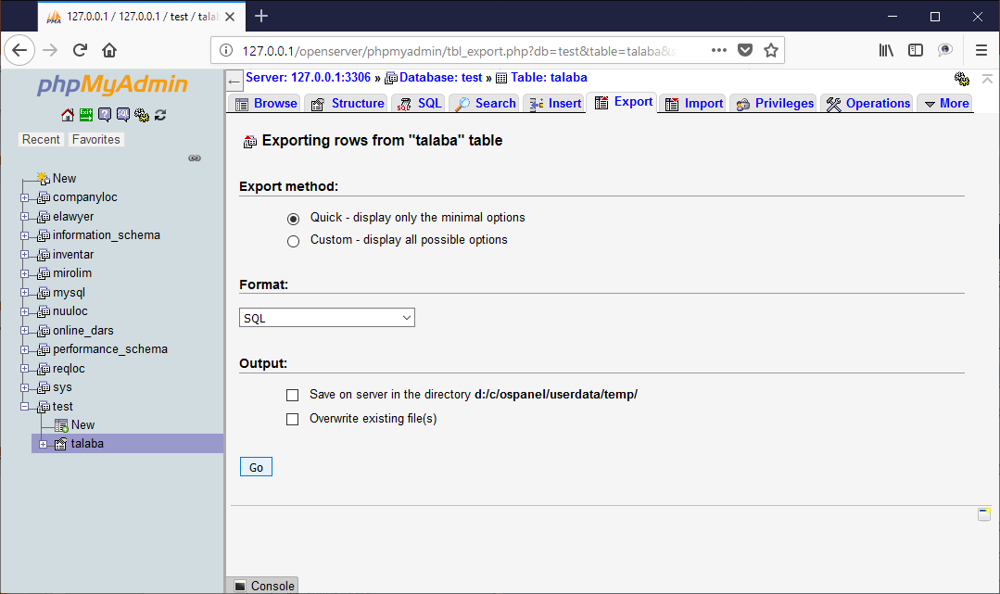 127.0.0.1 / 127.0.0.1 / test / talab
127.0.0.1/openserver/phpmyadmin/tbl_export.php?db=test&table=talaba&s
phpMyAdmin
Recent Favorites
New
companyloc
elawyer
information_schema
inventar
mirolim
mysql
nuuloc
online_dars
performance_schema
reqloc
sys
test
New
talaba
Server: 127.0.0.1:3306 » Database: test » Table: talaba
Browse Structure SQL Search Insert Export Import Privileges Operations More
Exporting rows from "talaba" table
Export method:
Quick - display only the minimal options
Custom - display all possible options
Format:
SQL
Output:
Save on server in the directory d:/c/ospanel/userdata/temp/
Overwrite existing file(s)
Go
Console